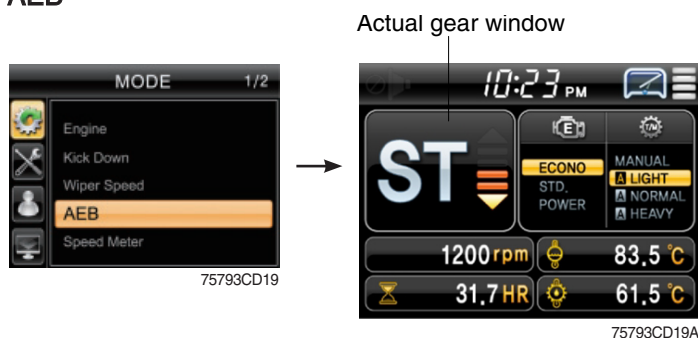 AEB
Actual gear window
MODE 1/2
Engine
Kick Down
Wiper Speed
AEB
Speed Meter
75793CD19
10:23 PM
ST
E
ECONO
STD.
POWER
T/M
MANUAL
A LIGHT
A NORMAL
A HEAVY
1200 rpm
83.5 ℃
31.7 HR
61.5 ℃
75793CD19A